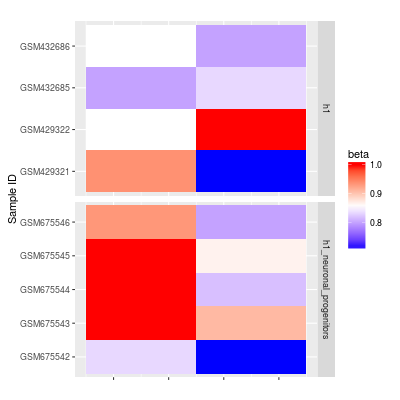 GSM432686
GSM432685
GSM429322
GSM429321
h1
GSM675546
GSM675545
GSM675544
GSM675543
GSM675542
h1_neuronal_progenitors
Sample ID
beta
1.0
0.9
0.8